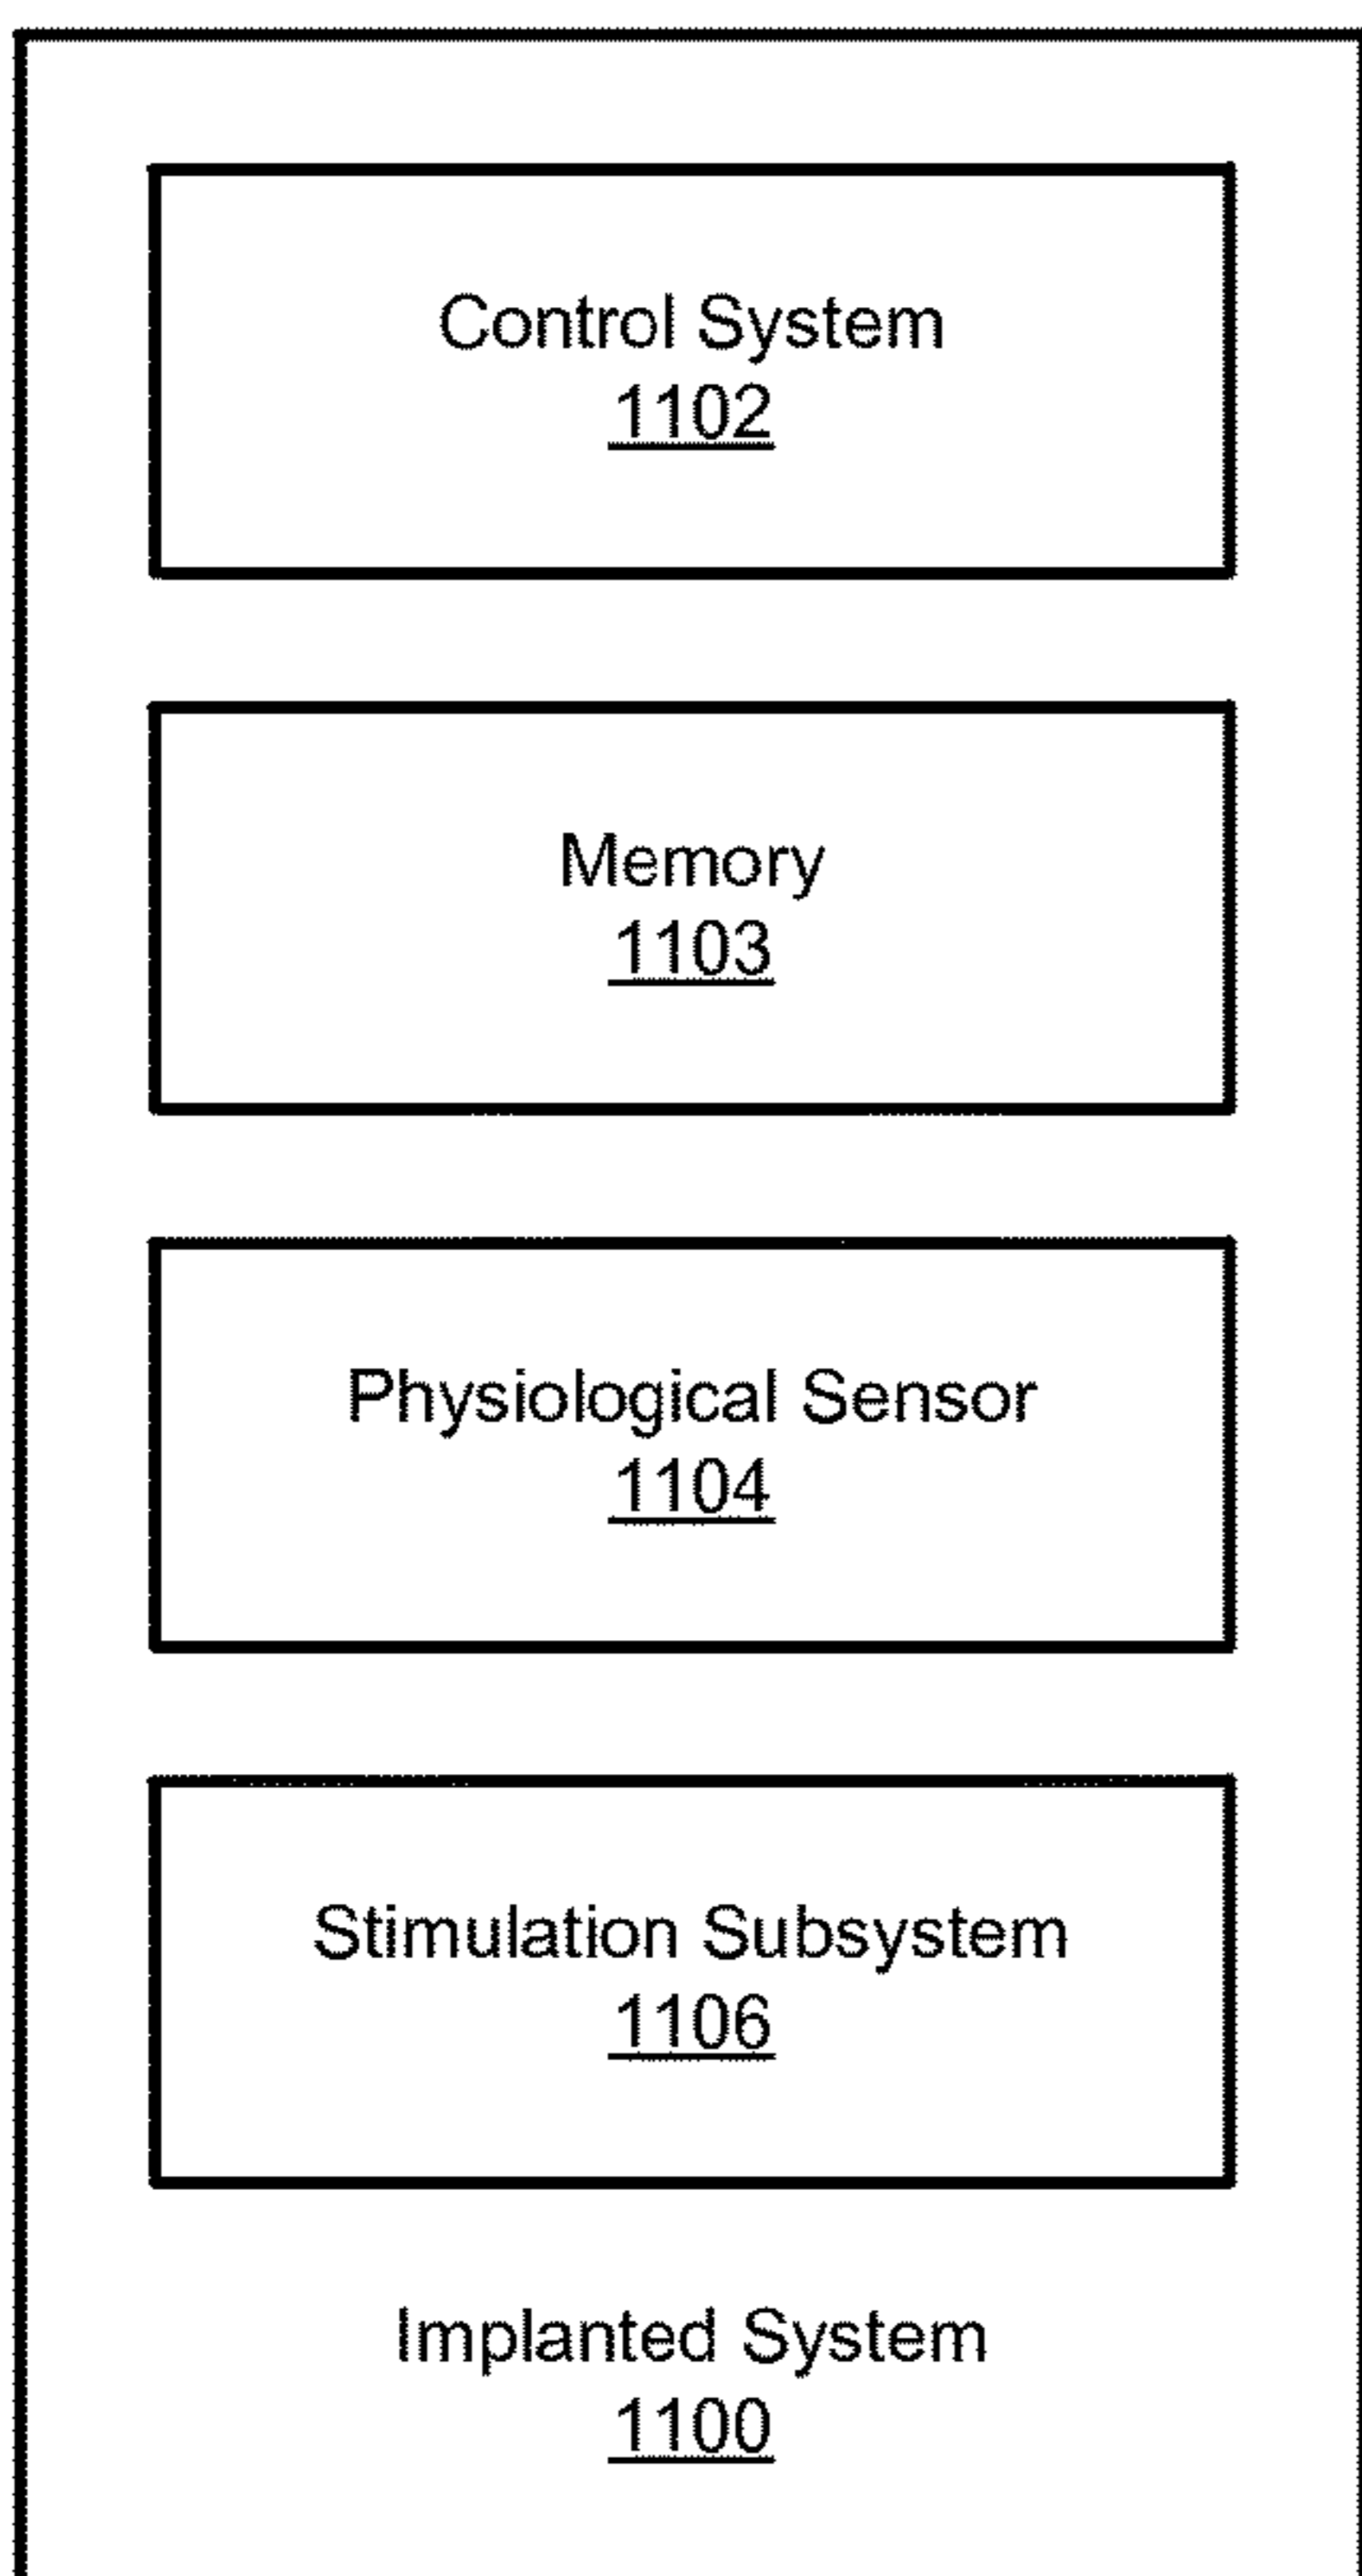 Control System
1102
Memory
1103
Physiological Sensor
1104
Stimulation Subsystem
1106
Implanted System
1100